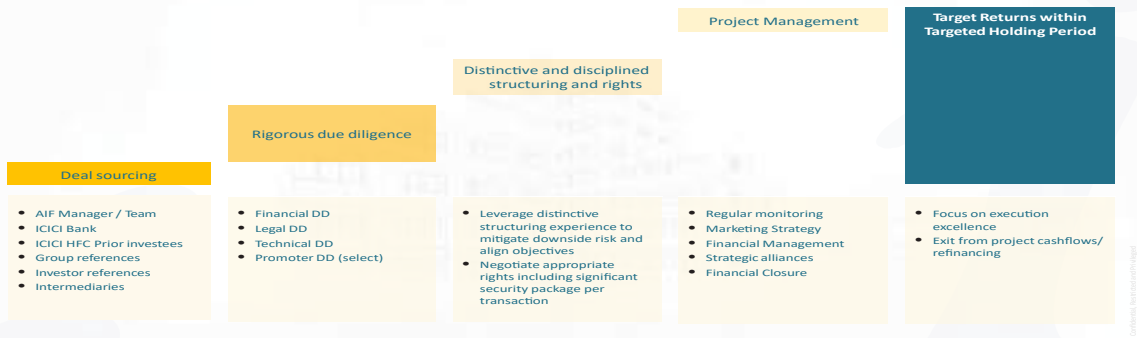 Project Management
Target Returns within
Targeted Holding Period
Distinctive and disciplined
structuring and rights
Rigorous due diligence
Deal sourcing
• AIF Manager / Team
• ICICI Bank
• ICICI HFC Prior investees
• Group references
• Investor references
• Intermediaries
• Financial DD
• Legal DD
• Technical DD
• Promoter DD (select)
• Leverage distinctive
structuring experience to
mitigate downside risk and
align objectives
• Negotiate appropriate
rights including significant
security package per
transaction
• Regular monitoring
• Marketing Strategy
• Financial Management
• Strategic alliances
• Financial Closure
• Focus on execution
excellence
• Exit from project cashflows/
refinancing